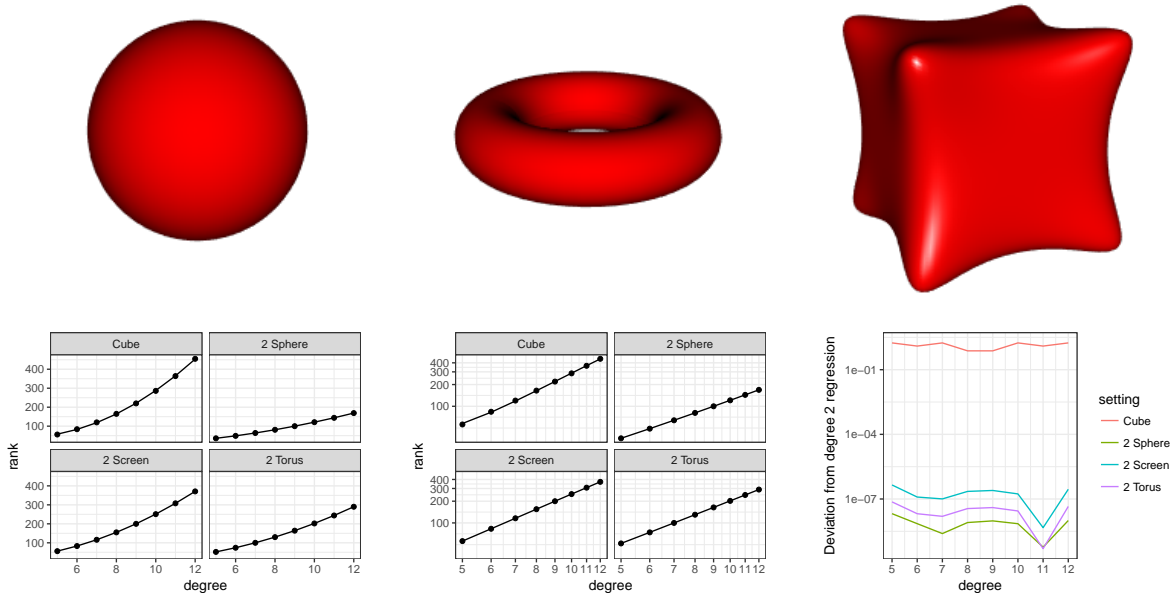 Cube
2 Sphere
400
300
200
100
2 Screen
2 Torus
400
300
200
100
6
8
10
12
6
8
10
12
rank
degree
Cube
2 Sphere
400
300
200
100
2 Screen
2 Torus
400
300
200
100
5
6
7
8
9
10
11
12
5
6
7
8
9
10
11
12
rank
degree
Deviation from degree 2 regression
1e−01
1e−04
1e−07
5
6
7
8
9
10
11
12
degree
setting
Cube
2 Sphere
2 Screen
2 Torus